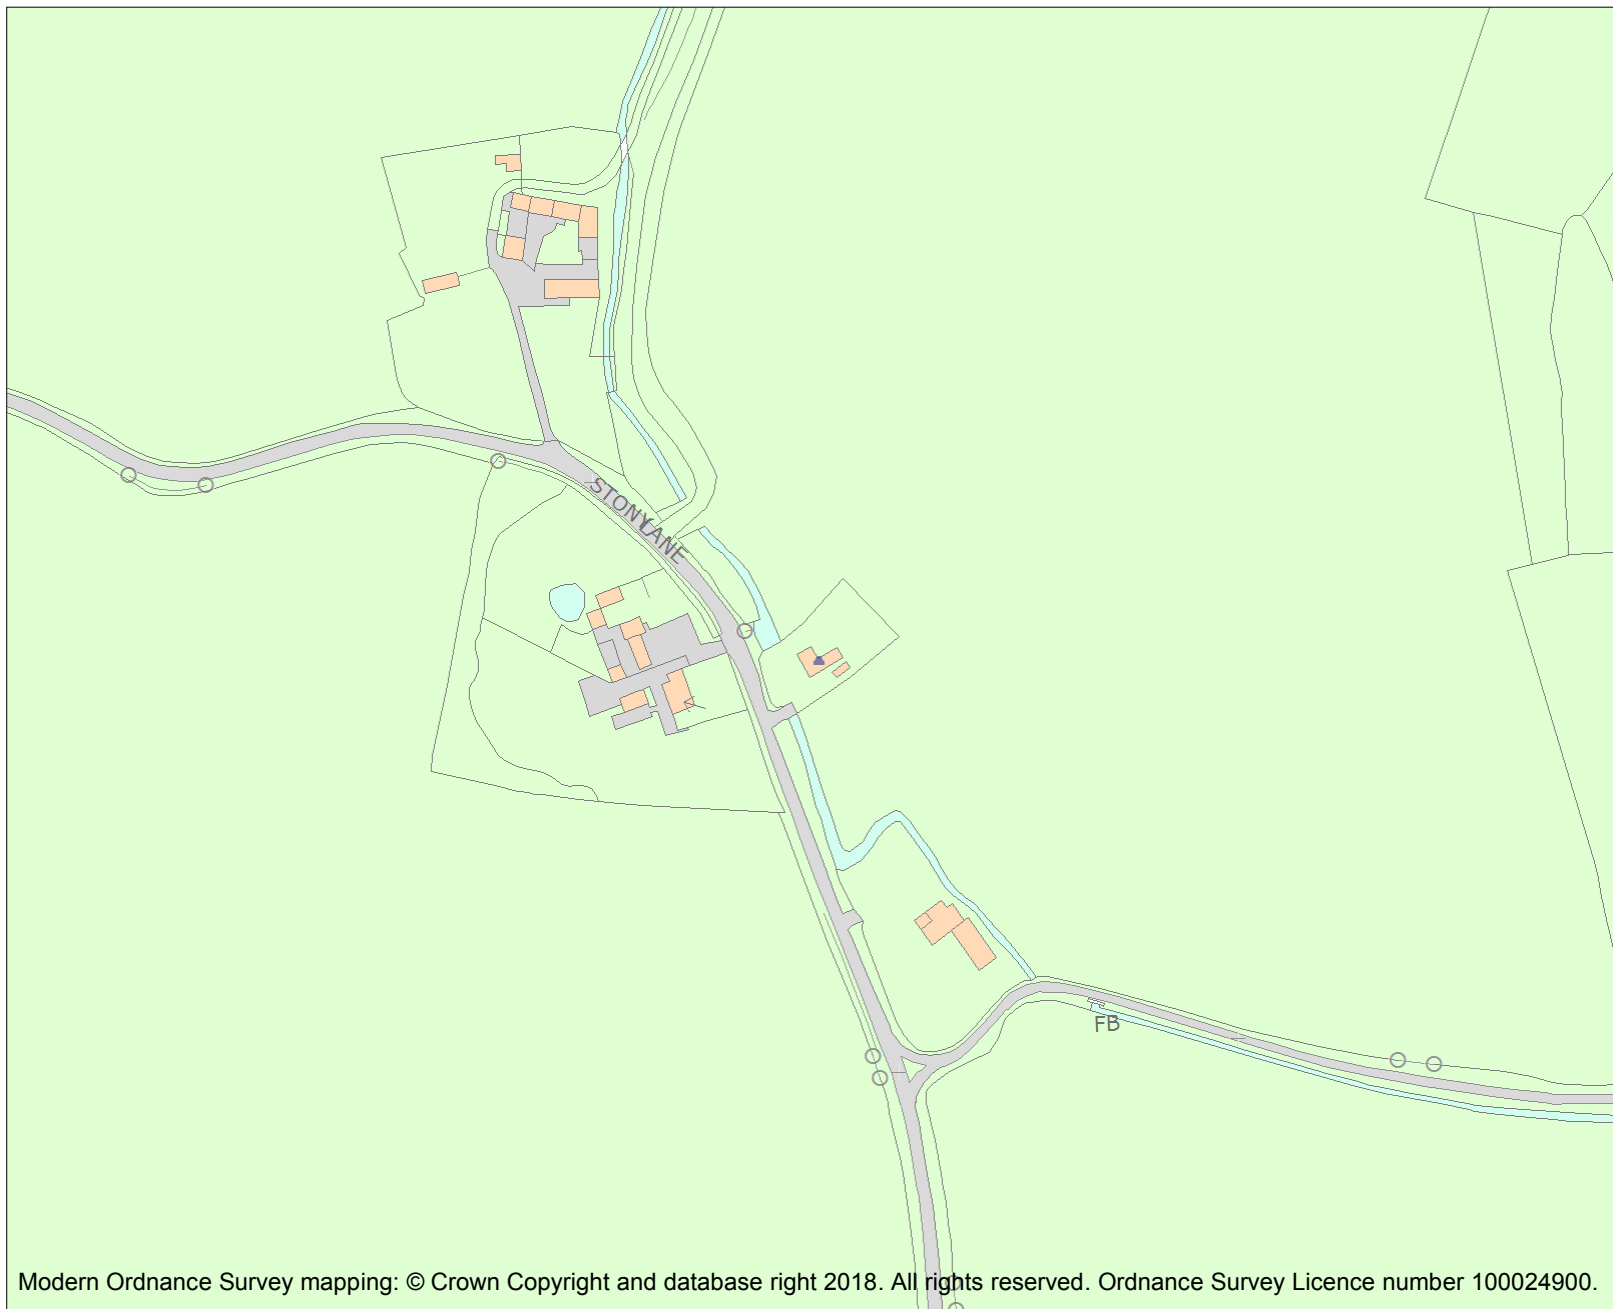 STONY LANE
FB
Modern Ordnance Survey mapping: © Crown Copyright and database right 2018. All rights reserved. Ordnance Survey Licence number 100024900.